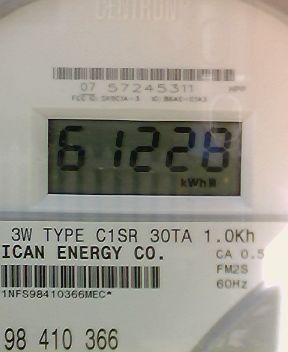 CENTRON
07 57245311 HPP
61228
kWh
3W TYPE C1SR 30TA 1.0Kh
ICAN ENERGY CO. CA 0.5
FM2S
1NFS98410366MEC* 60Hz
98 410 366